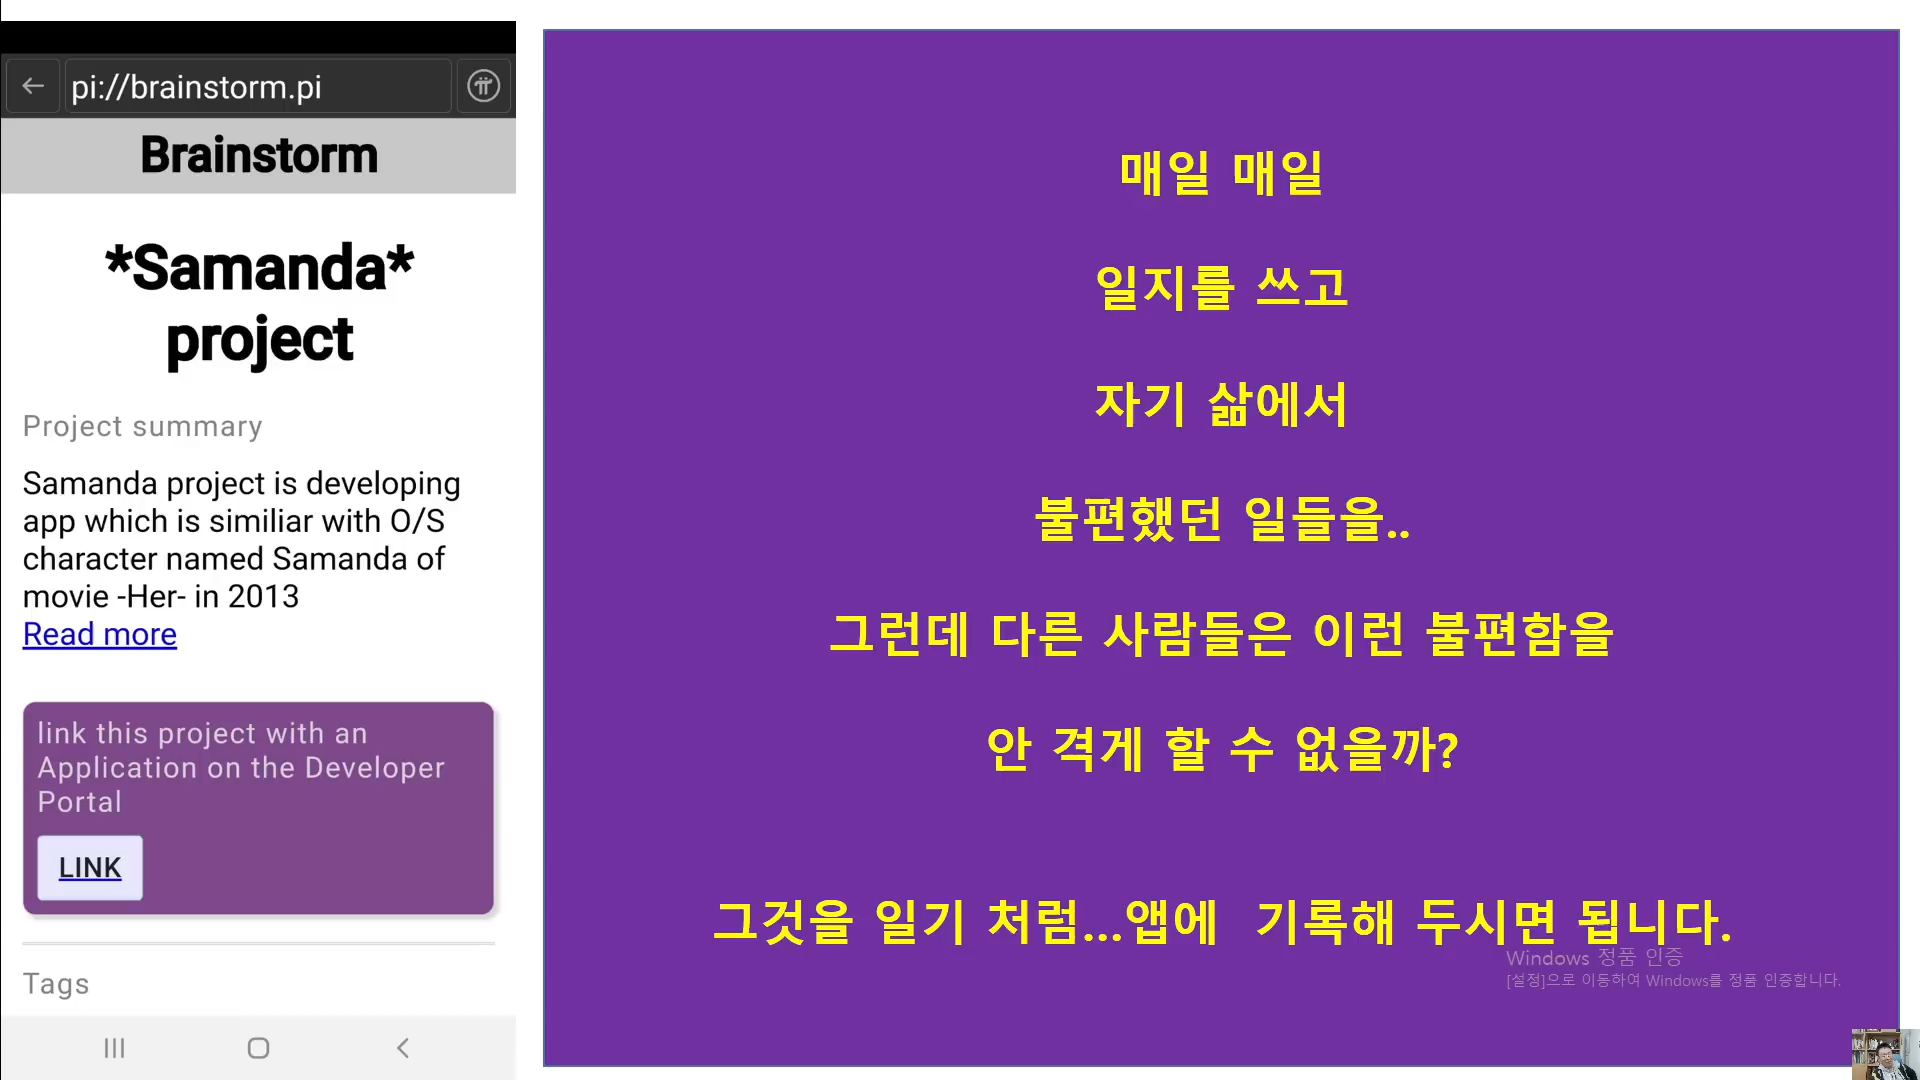 pi://brainstorm.pi
Brainstorm
*Samanda*
project
Project summary
Samanda project is developing
app which is similiar with O/S
character named Samanda of
movie -Her- in 2013
Read more
link this project with an
Application on the Developer
Portal
LINK
Tags
매일 매일
일지를 쓰고
자기 삶에서
불편했던 일들을..
그런데 다른 사람들은 이런 불편함을
안 격게 할 수 없을까?
그것을 일기 처럼...앱에 기록해 두시면 됩니다.
Windows 정품 인증
[설정]으로 이동하여 Windows를 정품 인증합니다.